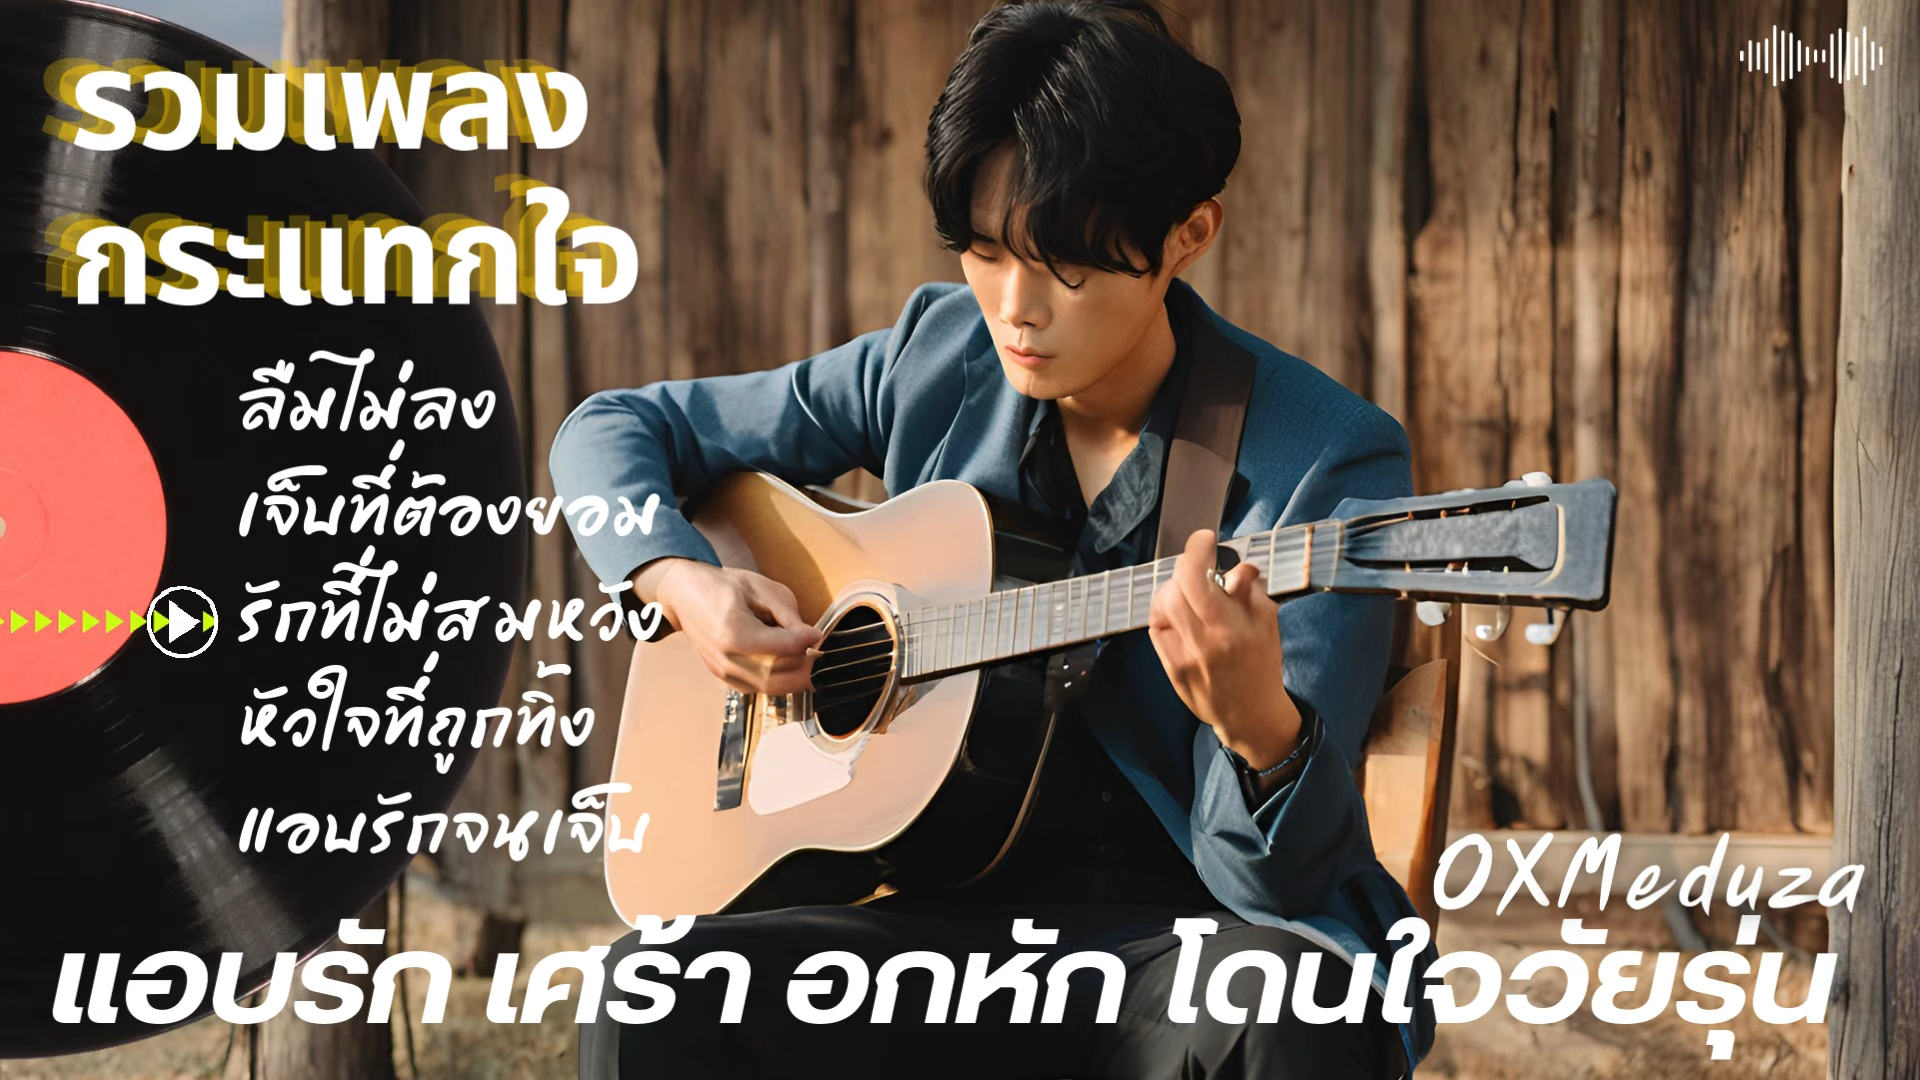 รวมเพลง
กระแทกใจ
ลืมไม่ลง
เจ็บที่ต้องยอม
รักที่ไม่สมหวัง
หัวใจที่ถูกทิ้ง
แอบรักจนเจ็บ
OXMeduza
แอบรัก เศร้า อกหัก โดนใจวัยรุ่น